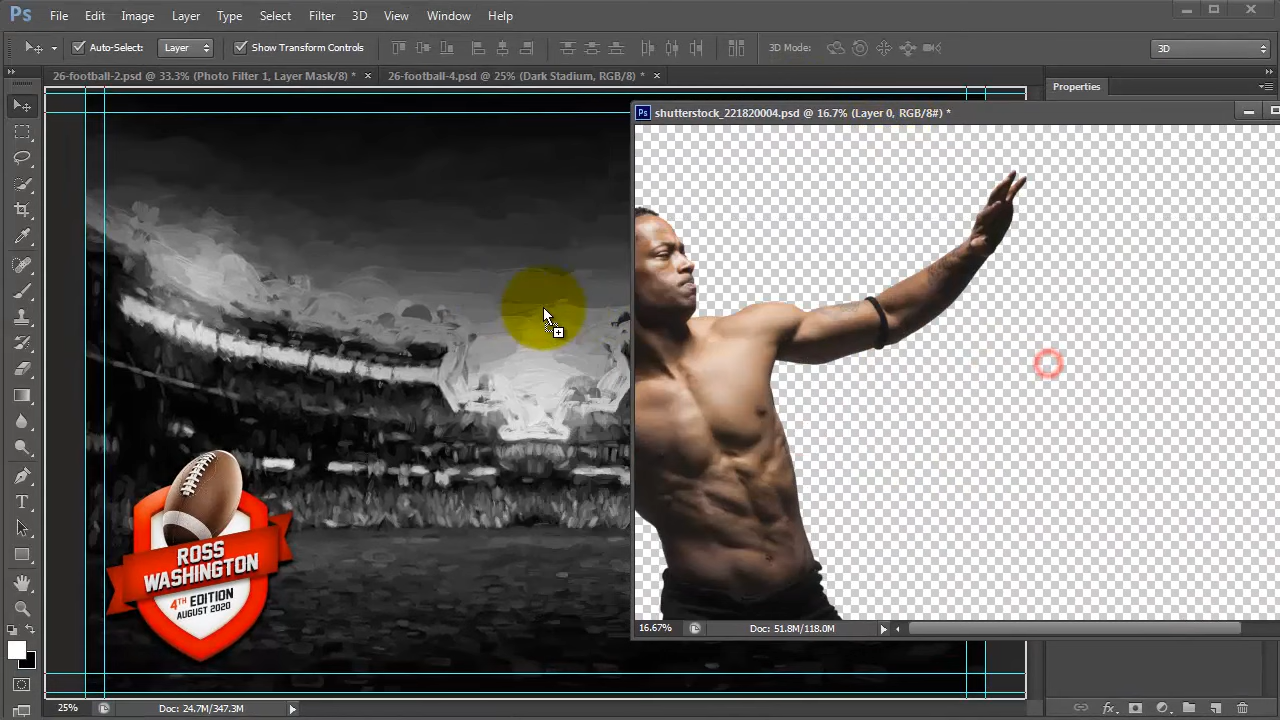 Ps File Edit Image Layer Type Select Filter 3D View Window Help
Auto-Select: Layer Show Transform Controls 3D Mode: 3D
26-football-2.psd @ 33.3% (Photo Filter 1, Layer Mask/8) * × 26-football-4.psd @ 25% (Dark Stadium, RGB/8) * × Properties
Ps shutterstock_221820004.psd @ 16.7% (Layer 0, RGB/8#) *
ROSS
WASHINGTON
4TH EDITION
AUGUST 2020
16.67% Doc: 51.8M/118.0M
25% Doc: 24.7M/347.3M